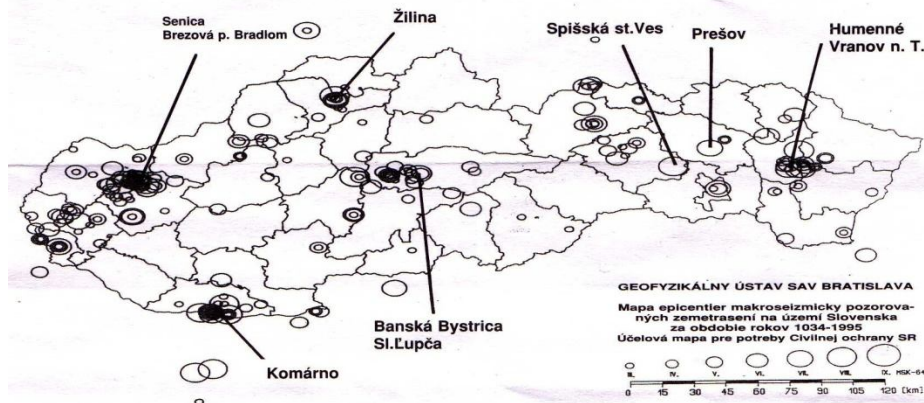 Senica
Brezová p. Bradlom
Žilina
Spišská st.Ves
Prešov
Humenné
Vranov n. T.
Banská Bystrica
Sl.Ľupča
Komárno
GEOFYZIKÁLNY ÚSTAV SAV BRATISLAVA
Mapa epicentier makroseizmicky pozorova-
ných zemetrasení na území Slovenska
za obdobie rokov 1034-1995
Účelová mapa pre potreby Civilnej ochrany SR
IV. V. VI. VII. VIII. IX. MSK-64
0 15 30 45 60 75 90 105 120 [km]